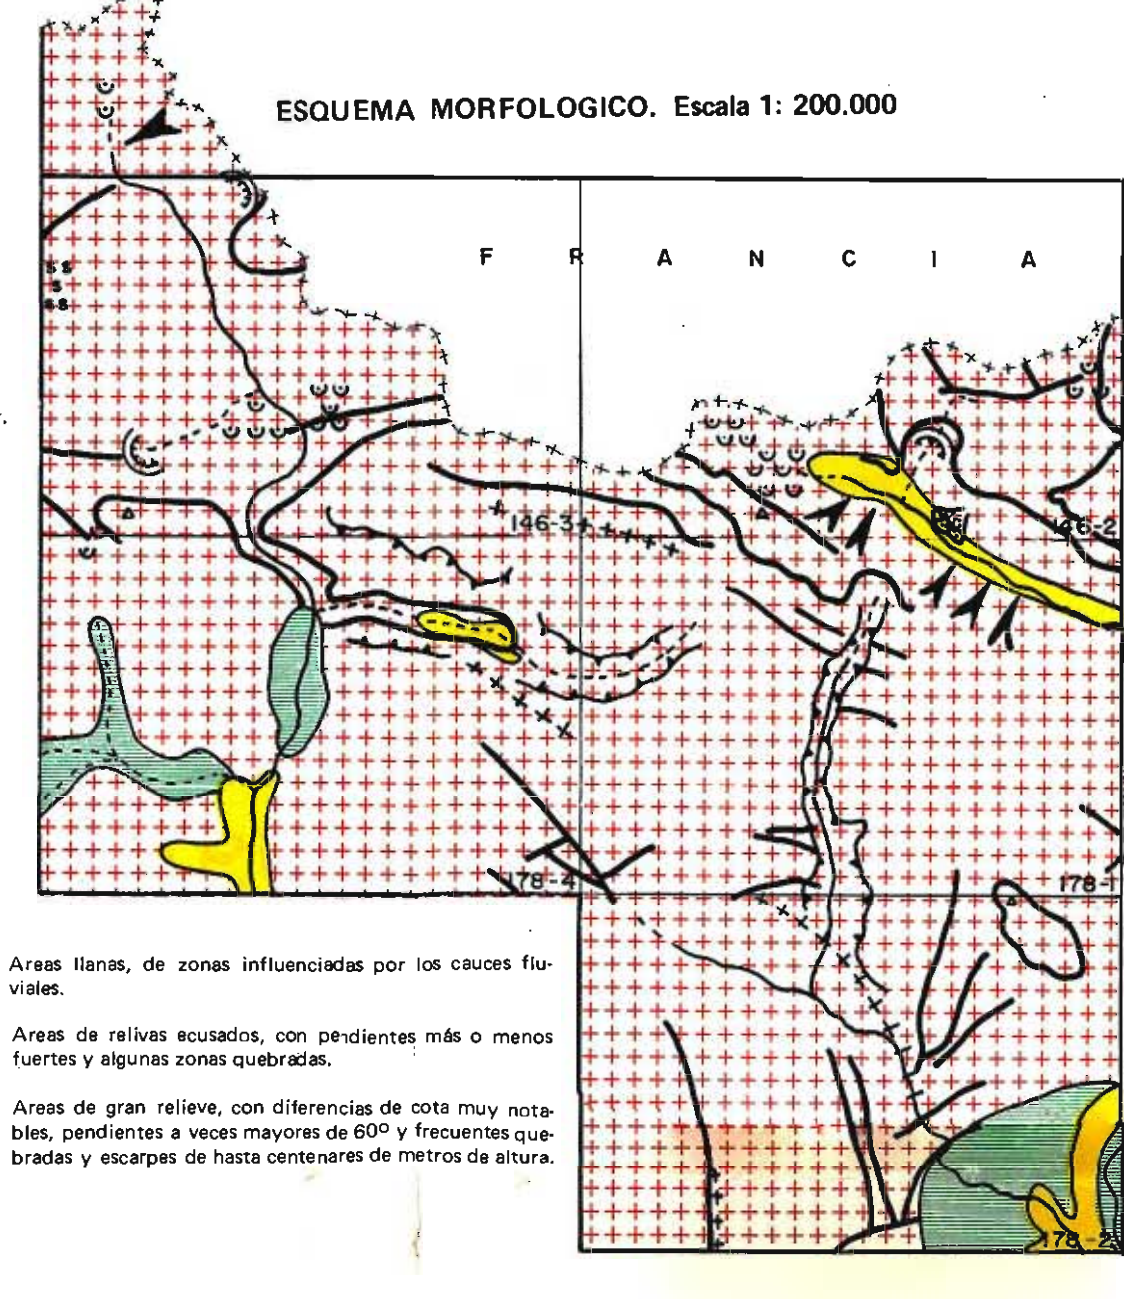 ESQUEMA MORFOLOGICO. Escala 1: 200.000
F R A N C I A
146-3
146-2
178-4
178-1
Areas llanas, de zonas influenciadas por los cauces flu-
viales.
Areas de relivas ecusados, con pendientes más o menos
fuertes y algunas zonas quebradas.
Areas de gran relieve, con diferencias de cota muy nota-
bles, pendientes a veces mayores de 60º y frecuentes que-
bradas y escarpes de hasta centenares de metros de altura.
178-2